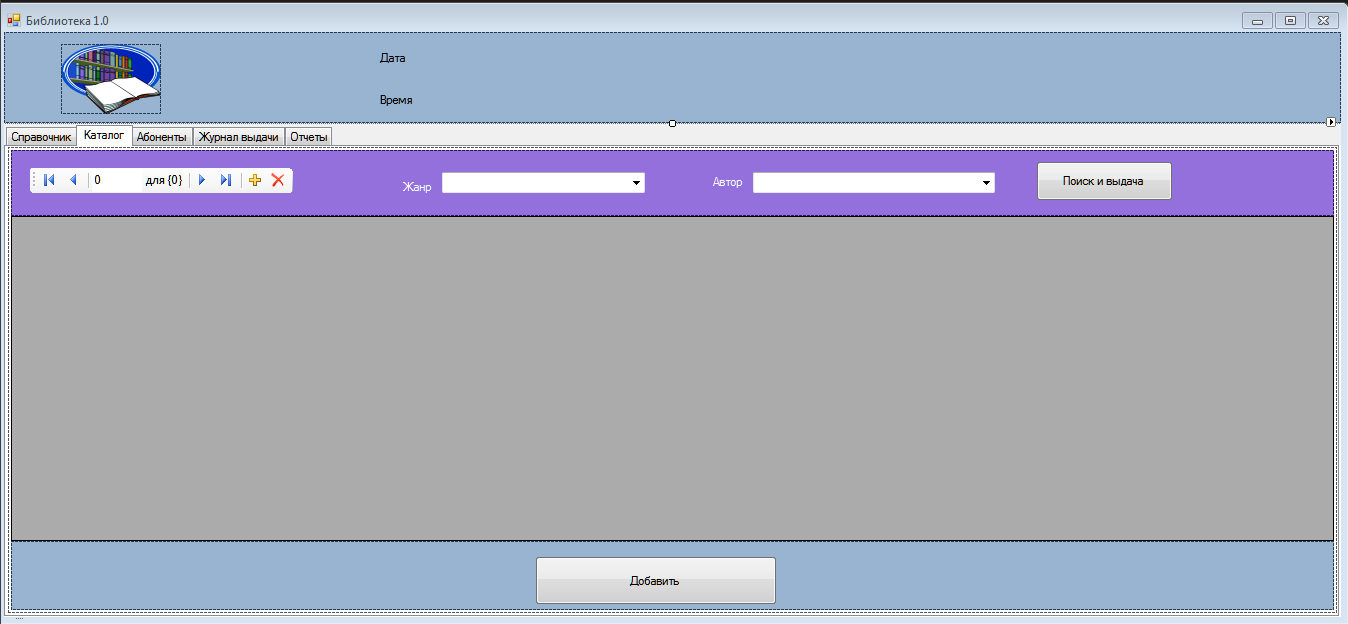 Библиотека 1.0
Дата
Время
Справочник Каталог Абоненты Журнал выдачи Отчеты
0 для {0} Жанр Автор Поиск и выдача
Добавить